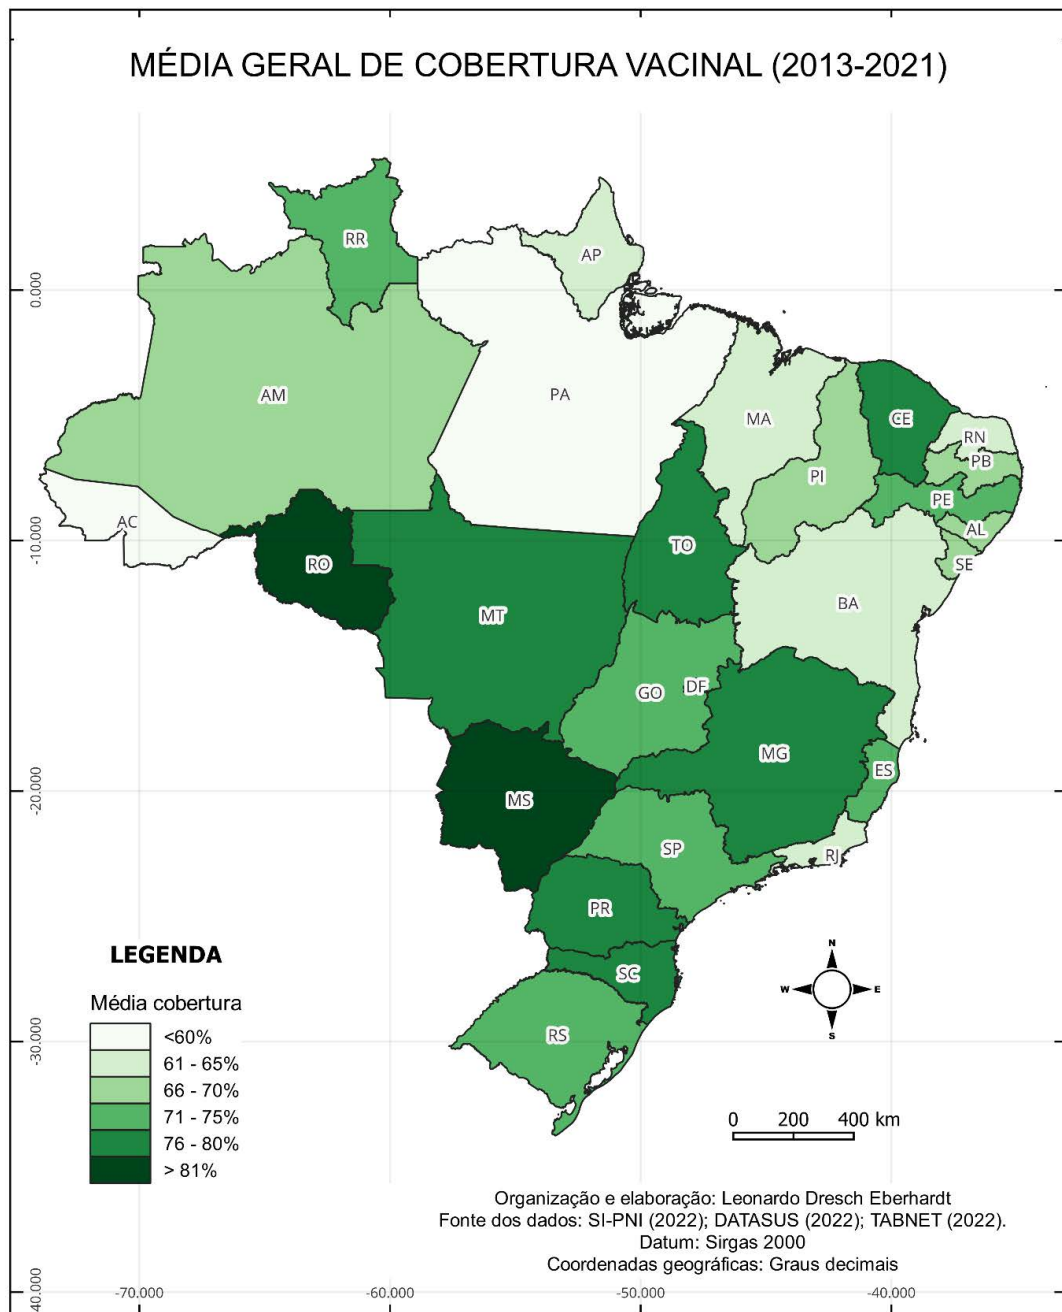 MÉDIA GERAL DE COBERTURA VACINAL (2013-2021)
RR
AP
0.000
AM
PA
MA
CE
RN
PB
PI
PE
AL
SE
AC
-10.000
RO
TO
BA
MT
GO
DF
MG
ES
MS
-20.000
SP
RJ
PR
SC
RS
LEGENDA
Média cobertura
<60%
61 - 65%
66 - 70%
71 - 75%
76 - 80%
> 81%
-30.000
N
W
E
S
0 200 400 km
Organização e elaboração: Leonardo Dresch Eberhardt
Fonte dos dados: SI-PNI (2022); DATASUS (2022); TABNET (2022).
Datum: Sirgas 2000
Coordenadas geográficas: Graus decimais
-40.000
-70.000 -60.000 -50.000 -40.000